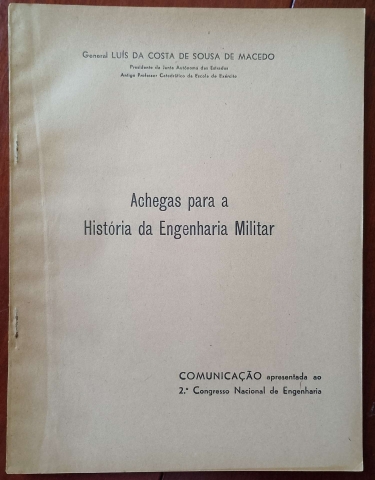 General LUÍS DA COSTA DE SOUSA DE MACEDO
Presidente da Junta Autónoma das Estradas
Antigo Professor Catedrático da Escola do Exército
Achegas para a
História da Engenharia Militar
COMUNICAÇÃO apresentada ao
2.º Congresso Nacional de Engenharia